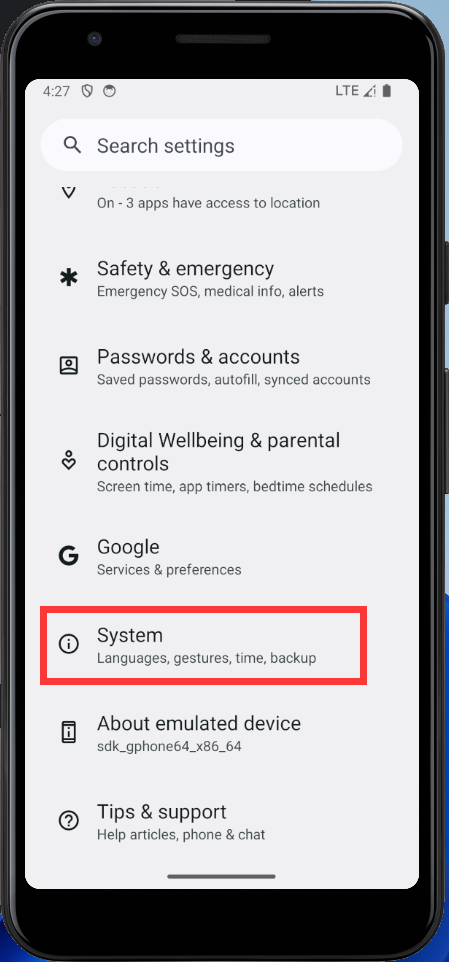 4:27
LTE
Search settings
On - 3 apps have access to location
Safety & emergency
Emergency SOS, medical info, alerts
Passwords & accounts
Saved passwords, autofill, synced accounts
Digital Wellbeing & parental
controls
Screen time, app timers, bedtime schedules
Google
Services & preferences
System
Languages, gestures, time, backup
About emulated device
sdk_gphone64_x86_64
Tips & support
Help articles, phone & chat